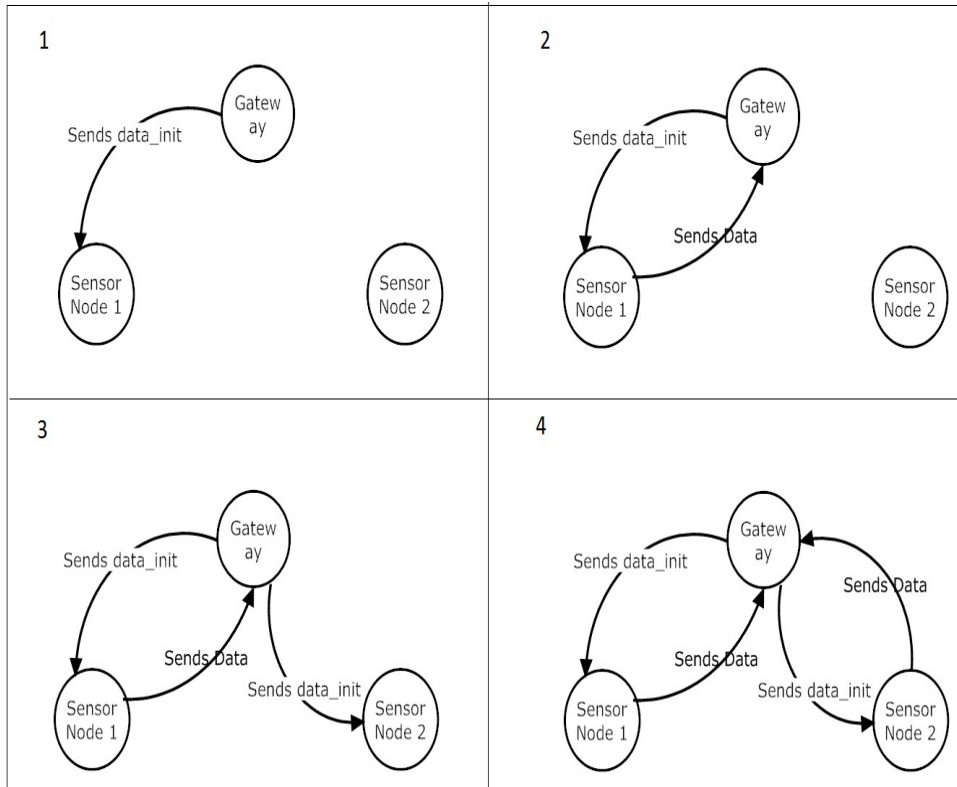 1
Gatew
ay
Sends data_init
Sensor
Node 1
Sensor
Node 2
2
Gatew
ay
Sends data_init
Sends Data
Sensor
Node 1
Sensor
Node 2
3
Gatew
ay
Sends data_init
Sends Data
Sends data_init
Sensor
Node 1
Sensor
Node 2
4
Gatew
ay
Sends data_init
Sends Data
Sends Data
Sends data_init
Sensor
Node 1
Sensor
Node 2